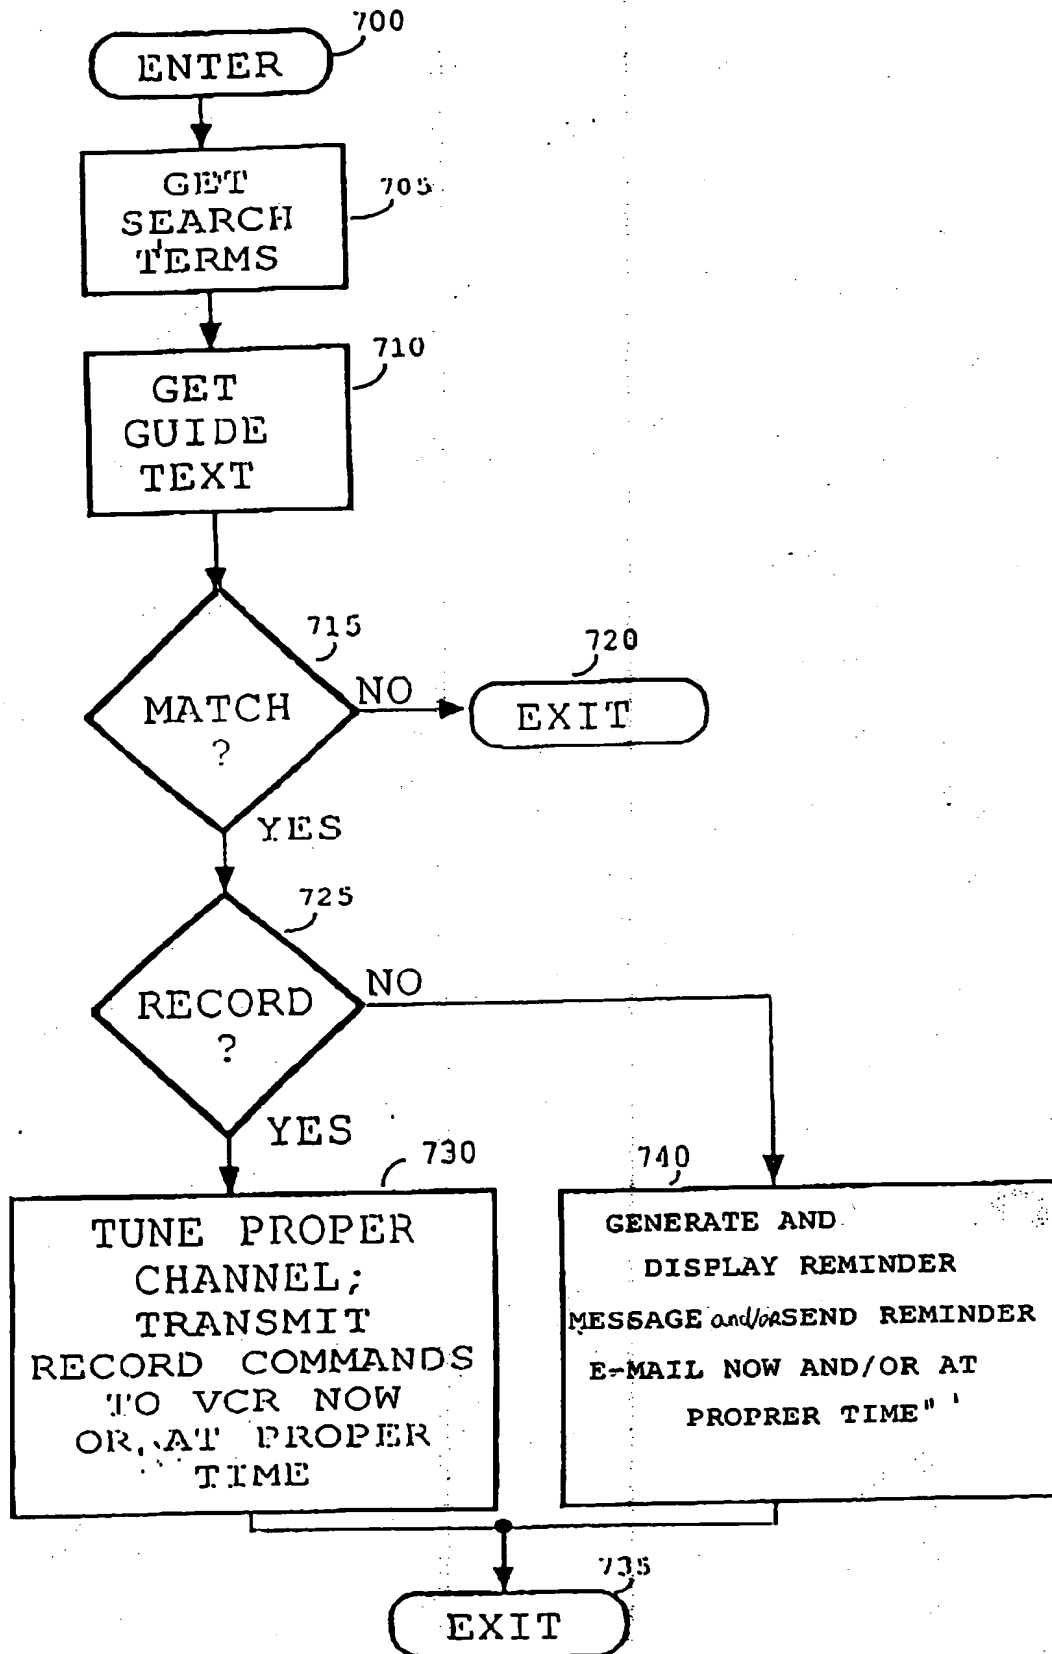 700
ENTER
705
GET
SEARCH
TERMS
710
GET
GUIDE
TEXT
715
MATCH
?
NO
720
EXIT
YES
725
RECORD
?
NO
YES
730
TUNE PROPER
CHANNEL;
TRANSMIT
RECORD COMMANDS
TO VCR NOW
OR AT PROPER
TIME
740
GENERATE AND
DISPLAY REMINDER
MESSAGE and/or SEND REMINDER
E-MAIL NOW AND/OR AT
PROPRER TIME" '
735
EXIT